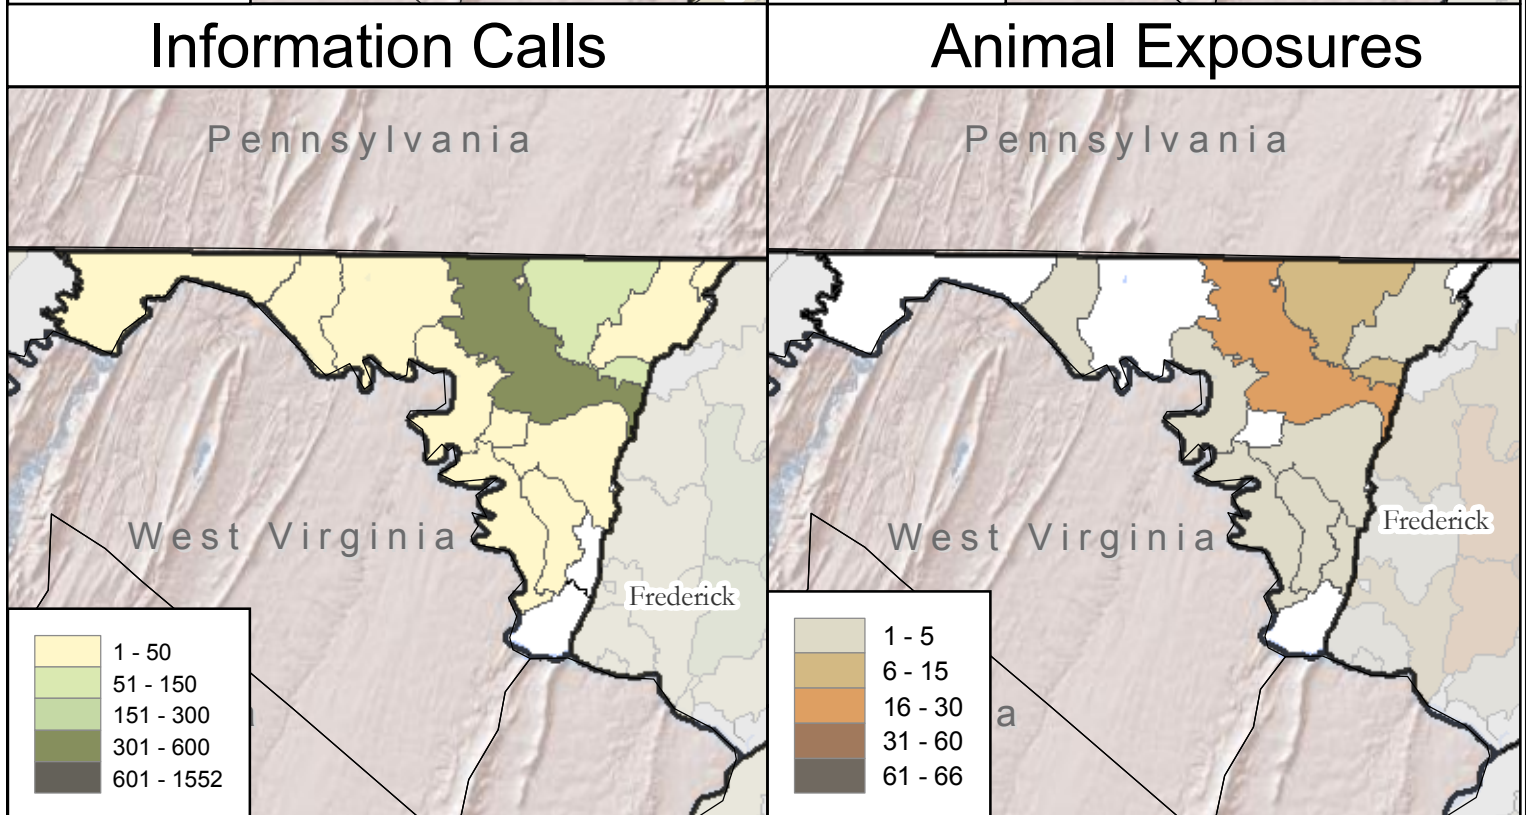 Information Calls
Animal Exposures
Pennsylvania
Pennsylvania
West Virginia
Frederick
1 - 50
51 - 150
151 - 300
301 - 600
601 - 1552
a
West Virginia
Frederick
1 - 5
6 - 15
16 - 30
31 - 60
61 - 66
a